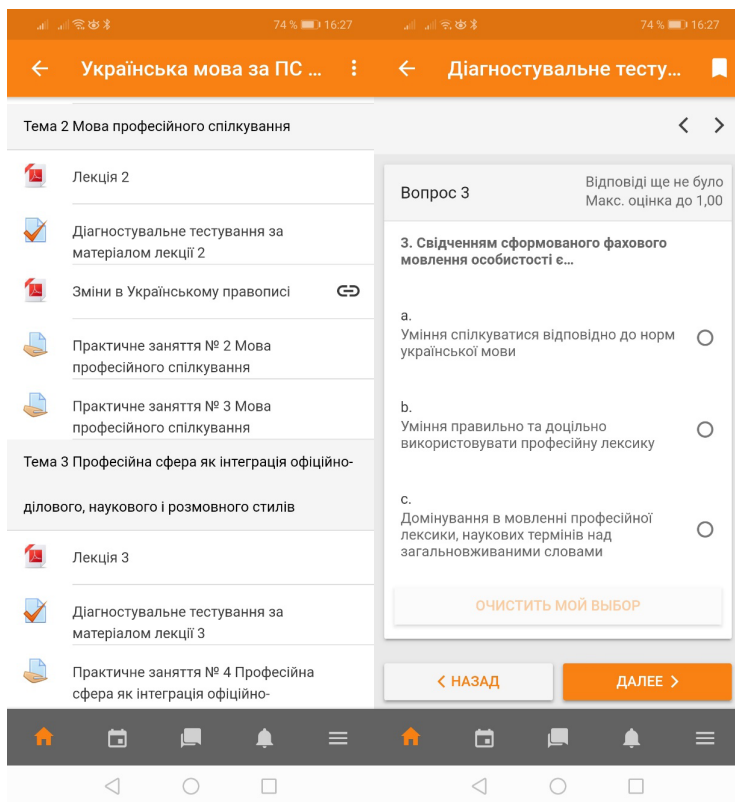 74 % 16:27
Українська мова за ПС ...
Тема 2 Мова професійного спілкування
Лекція 2
Діагностувальне тестування за
матеріалом лекції 2
Зміни в Українському правописі
Практичне заняття № 2 Мова
професійного спілкування
Практичне заняття № 3 Мова
професійного спілкування
Тема 3 Професійна сфера як інтеграція офіційно-
ділового, наукового і розмовного стилів
Лекція 3
Діагностувальне тестування за
матеріалом лекції 3
Практичне заняття № 4 Професійна
сфера як інтеграція офіційно-
74 % 16:27
Діагностувальне тесту...
Вопрос 3
Відповіді ще не було
Макс. оцінка до 1,00
3. Свідченням сформованого фахового
мовлення особистості є...
a.
Уміння спілкуватися відповідно до норм
української мови
b.
Уміння правильно та доцільно
використовувати професійну лексику
c.
Домінування в мовленні професійної
лексики, наукових термінів над
загальновживаними словами
ОЧИСТИТЬ МОЙ ВЫБОР
НАЗАД
ДАЛЕЕ